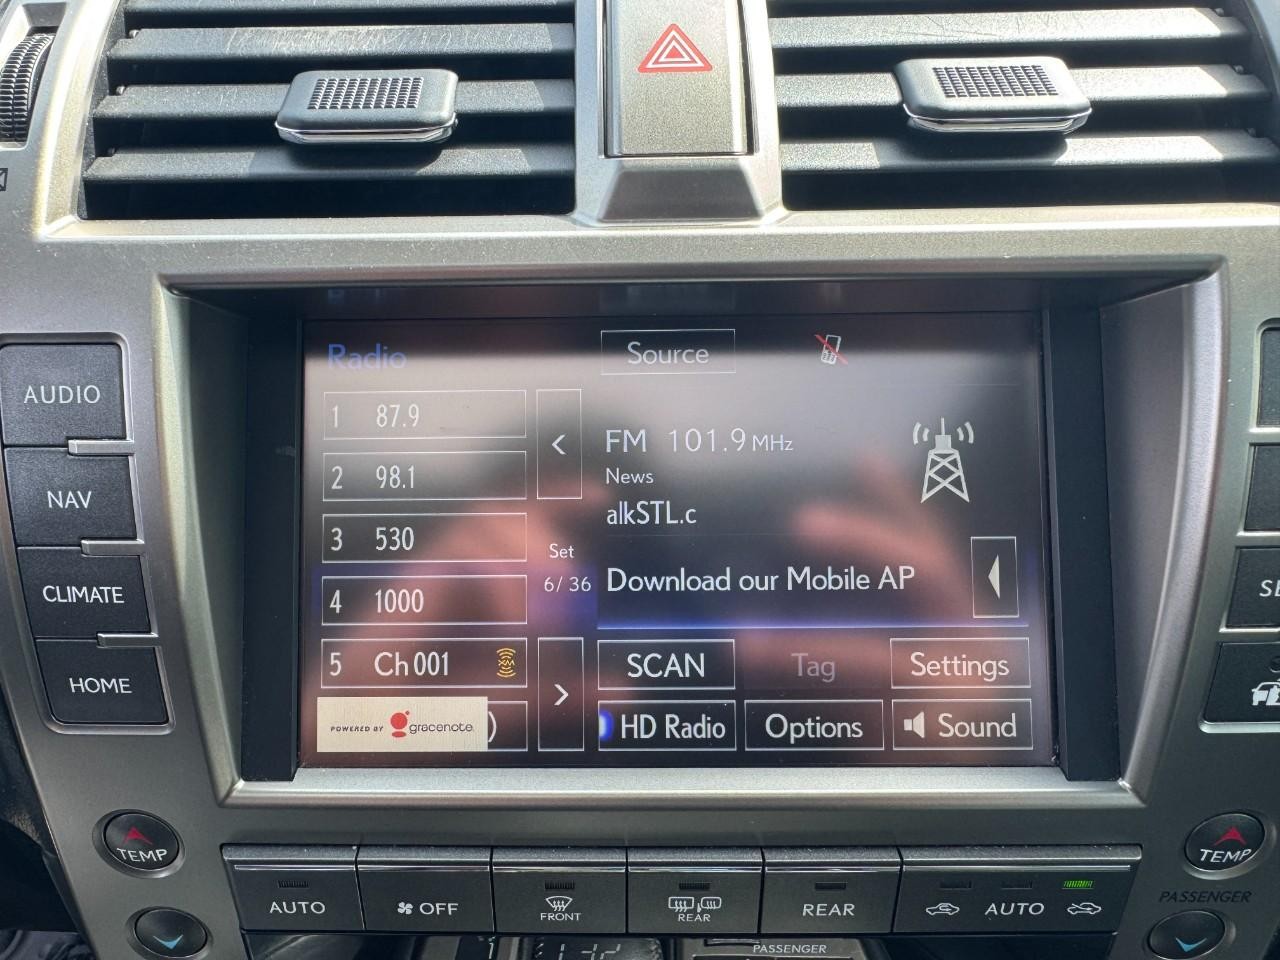 Radio
Source
1 87.9
2 98.1
3 530
4 1000
5 Ch 001 XM
POWERED BY gracenote.
<
Set
6/ 36
>
FM 101.9 MHz
News
alkSTL.c
Download our Mobile AP
SCAN
Tag
Settings
HD Radio
Options
Sound
AUDIO
NAV
CLIMATE
HOME
TEMP
AUTO
OFF
FRONT
REAR
REAR
AUTO
TEMP
PASSENGER
PASSENGER